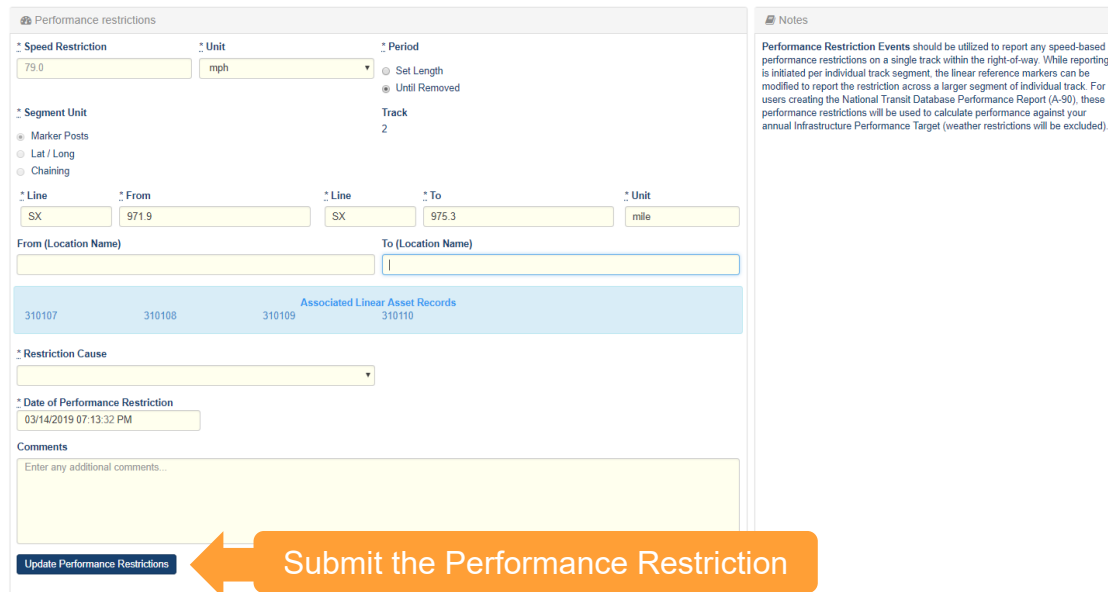 Performance restrictions
* Speed Restriction * Unit * Period
79.0 mph Set Length
Until Removed
* Segment Unit Track
Marker Posts 2
Lat / Long
Chaining
* Line * From * Line * To * Unit
SX 971.9 SX 975.3 mile
From (Location Name) To (Location Name)
Associated Linear Asset Records
310107 310108 310109 310110
* Restriction Cause
* Date of Performance Restriction
03/14/2019 07:13:32 PM
Comments
Enter any additional comments...
Update Performance Restrictions
Submit the Performance Restriction
Notes
Performance Restriction Events should be utilized to report any speed-based
performance restrictions on a single track within the right-of-way. While reporting
is initiated per individual track segment, the linear reference markers can be
modified to report the restriction across a larger segment of individual track. For
users creating the National Transit Database Performance Report (A-90), these
performance restrictions will be used to calculate performance against your
annual Infrastructure Performance Target (weather restrictions will be excluded).